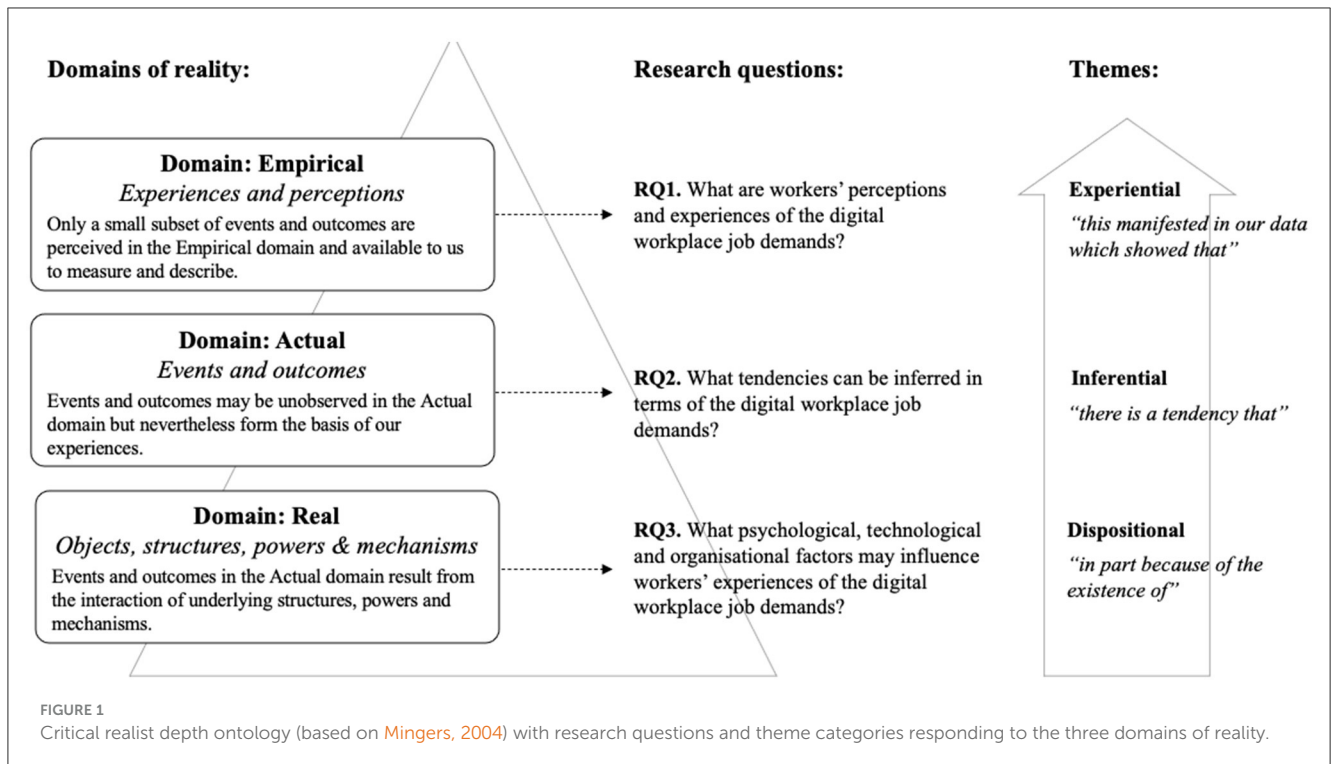 Domains of reality:
Research questions:
Themes:
Domain: Empirical
Experiences and perceptions
Only a small subset of events and outcomes are
perceived in the Empirical domain and available to us
to measure and describe.
RQ1. What are workers’ perceptions
and experiences of the digital
workplace job demands?
Experiential
“this manifested in our data
which showed that”
Domain: Actual
Events and outcomes
Events and outcomes may be unobserved in the Actual
domain but nevertheless form the basis of our
experiences.
RQ2. What tendencies can be inferred in
terms of the digital workplace job
demands?
Inferential
“there is a tendency that”
Domain: Real
Objects, structures, powers & mechanisms
Events and outcomes in the Actual domain result from
the interaction of underlying structures, powers and
mechanisms.
RQ3. What psychological, technological
and organisational factors may influence
workers’ experiences of the digital
workplace job demands?
Dispositional
“in part because of the
existence of”
FIGURE 1
Critical realist depth ontology (based on Mingers, 2004) with research questions and theme categories responding to the three domains of reality.